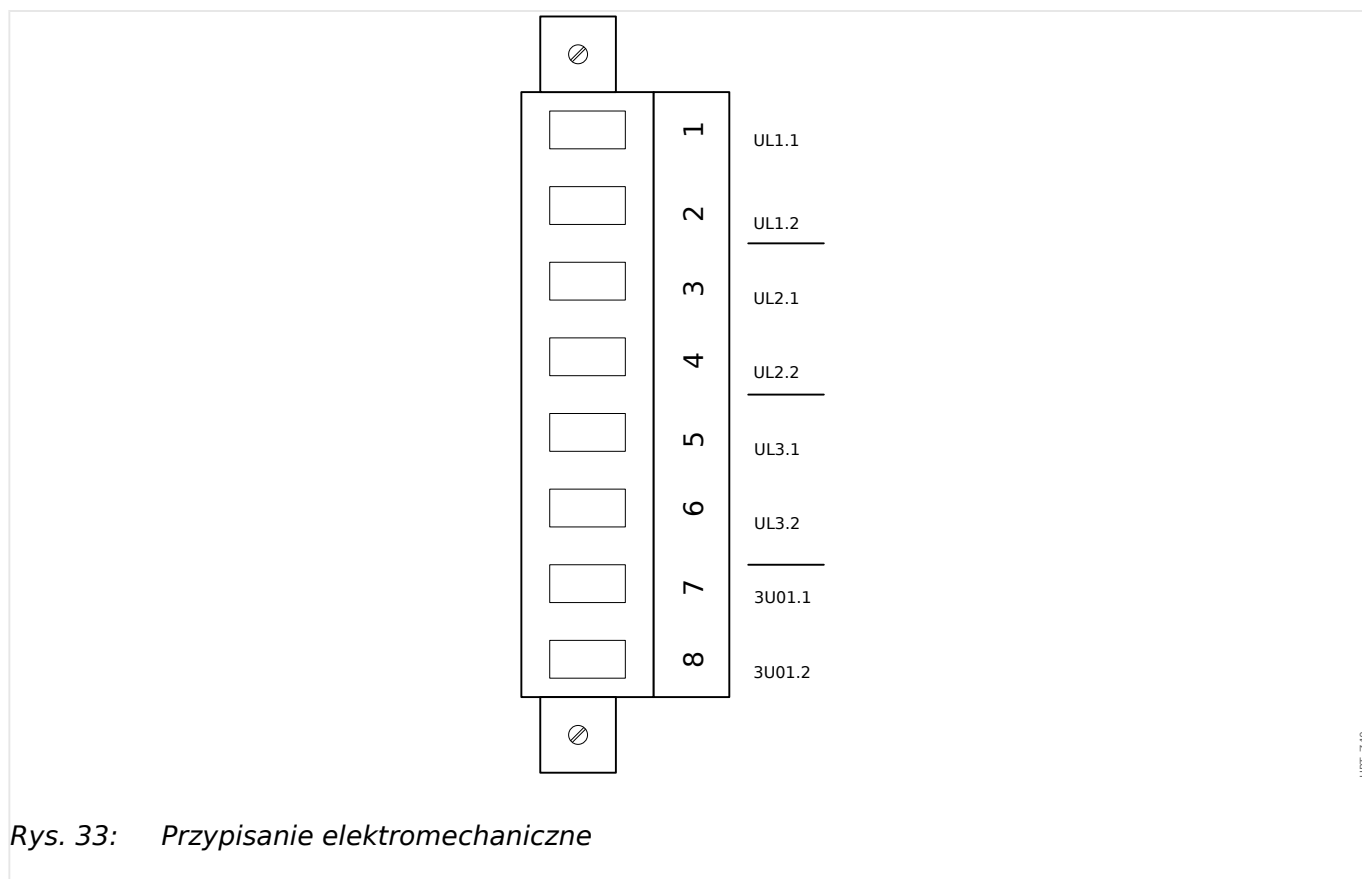 1 UL1.1
2 UL1.2
3 UL2.1
4 UL2.2
5 UL3.1
6 UL3.2
7 3U01.1
8 3U01.2
Rys. 33: Przypisanie elektromechaniczne